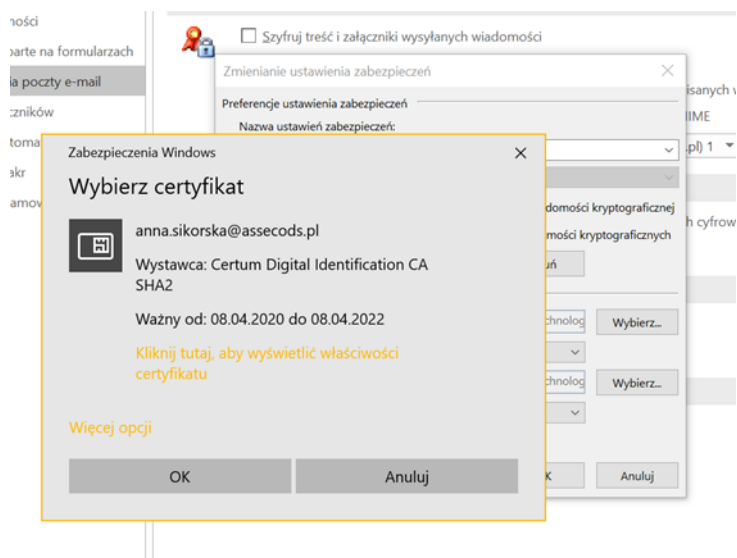 ności
Szyfruj treść i załączniki wysyłanych wiadomości
parte na formularzach
Zmienianie ustawienia zabezpieczeń
ia poczty e-mail
isanych w
Preferencje ustawienia zabezpieczeń
czników
IME
Nazwa ustawień zabezpieczeń:
toma
.pl) 1
Zabezpieczenia Windows
akr
Wybierz certyfikat
amow
domości kryptograficznej
h cyfrow
mości kryptograficznych
anna.sikorska@assecods.pl
uń
Wystawca: Certum Digital Identification CA
SHA2
Ważny od: 08.04.2020 do 08.04.2022
chnolog
Wybierz...
Kliknij tutaj, aby wyświetlić właściwości
certyfikatu
chnolog
Wybierz...
Więcej opcji
OK
Anuluj
K
Anuluj